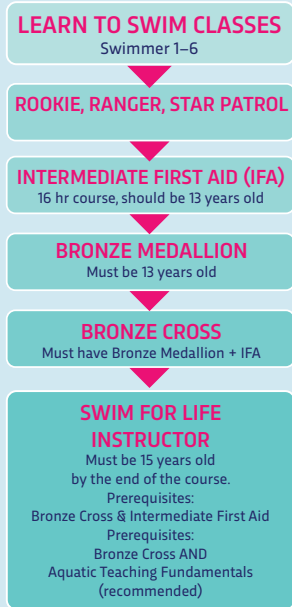 LEARN TO SWIM CLASSES
Swimmer 1–6
ROOKIE, RANGER, STAR PATROL
INTERMEDIATE FIRST AID (IFA)
16 hr course, should be 13 years old
BRONZE MEDALLION
Must be 13 years old
BRONZE CROSS
Must have Bronze Medallion + IFA
SWIM FOR LIFE
INSTRUCTOR
Must be 15 years old
by the end of the course.
Prerequisites:
Bronze Cross & Intermediate First Aid
Prerequisites:
Bronze Cross AND
Aquatic Teaching Fundamentals
(recommended)